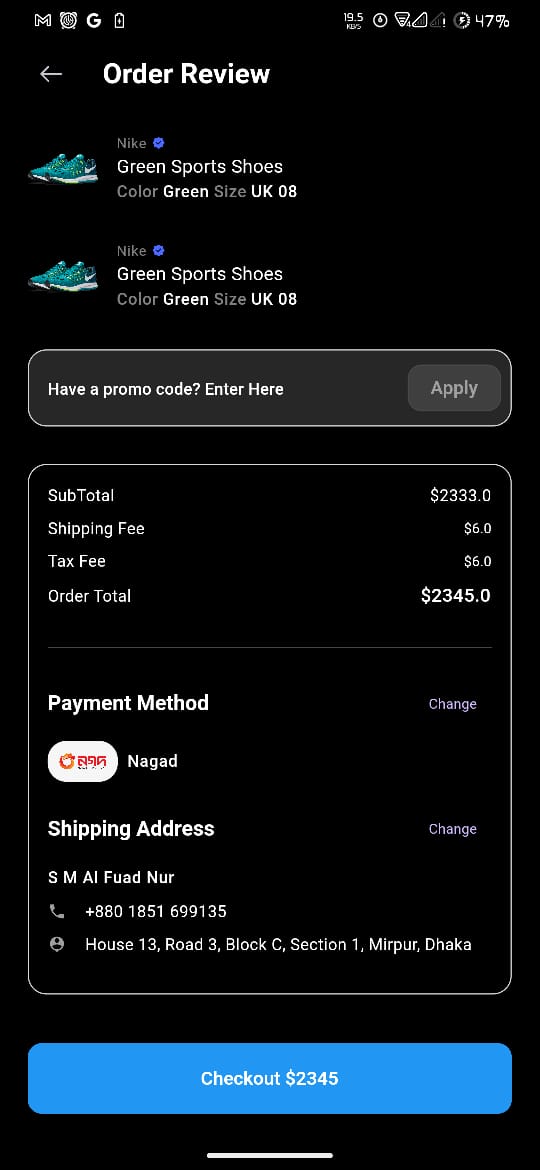 19.5
KB/S
47%
Order Review
Nike
Green Sports Shoes
Color Green Size UK 08
Nike
Green Sports Shoes
Color Green Size UK 08
Have a promo code? Enter Here
Apply
SubTotal $2333.0
Shipping Fee $6.0
Tax Fee $6.0
Order Total $2345.0
Payment Method Change
নগদ Nagad
Shipping Address Change
S M Al Fuad Nur
+880 1851 699135
House 13, Road 3, Block C, Section 1, Mirpur, Dhaka
Checkout $2345